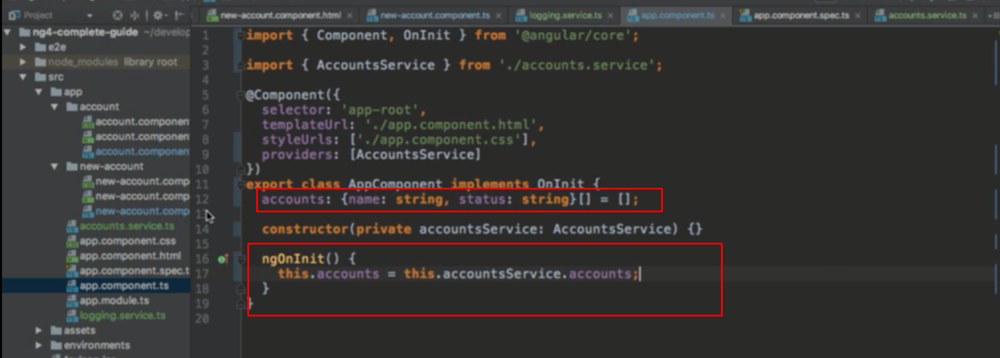 Project
new-account.component.html
new-account.component.ts
logging.service.ts
app.component.ts
app.component.spec.ts
accounts.service.ts
ng4-complete-guide ~/develop
e2e
node_modules library root
src
app
account
account.componen
account.componen
account.componen
new-account
new-account.comp
new-account.comp
new-account.comp
accounts.service.ts
app.component.css
app.component.html
app.component.spec.t
app.component.ts
app.module.ts
logging.service.ts
assets
environments
1 import { Component, OnInit } from '@angular/core';
2
3 import { AccountsService } from './accounts.service';
4
5 @Component({
6 selector: 'app-root',
7 templateUrl: './app.component.html',
8 styleUrls: ['./app.component.css'],
9 providers: [AccountsService]
10 })
11 export class AppComponent implements OnInit {
12 accounts: {name: string, status: string}[] = [];
13
14 constructor(private accountsService: AccountsService) {}
15
16 ngOnInit() {
17 this.accounts = this.accountsService.accounts;
18 }
19 }
20